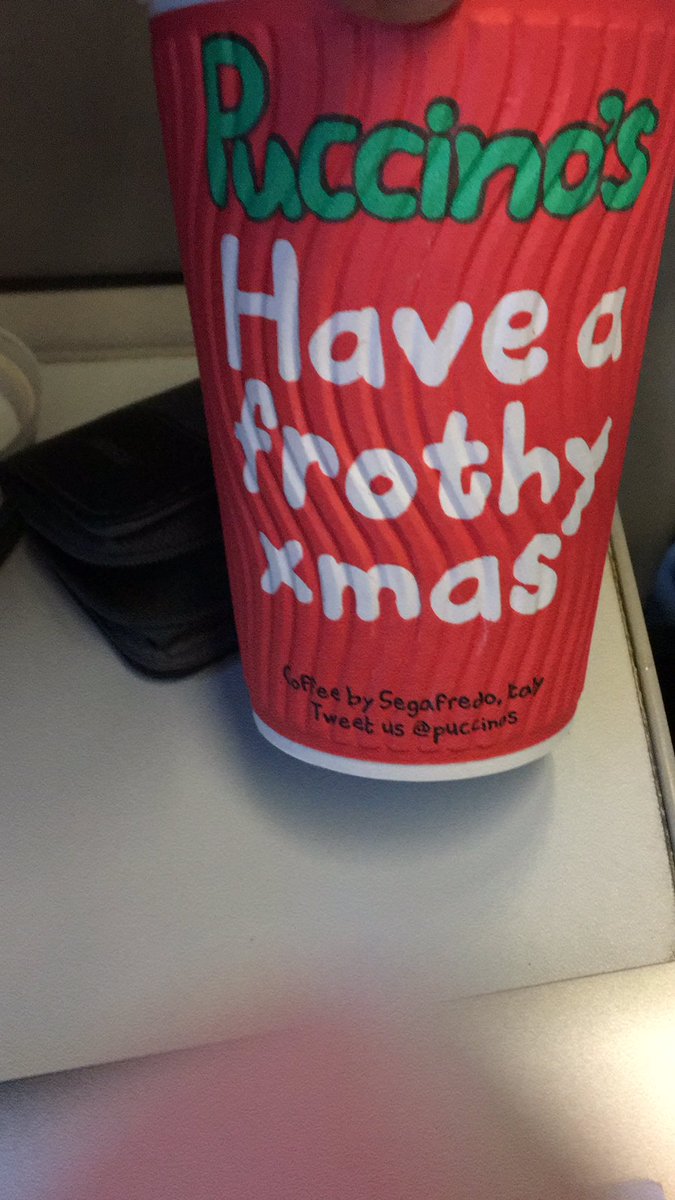 Puccino's
Have a
frothy
xmas
Coffee by Segafredo, Italy
Tweet us @puccinos